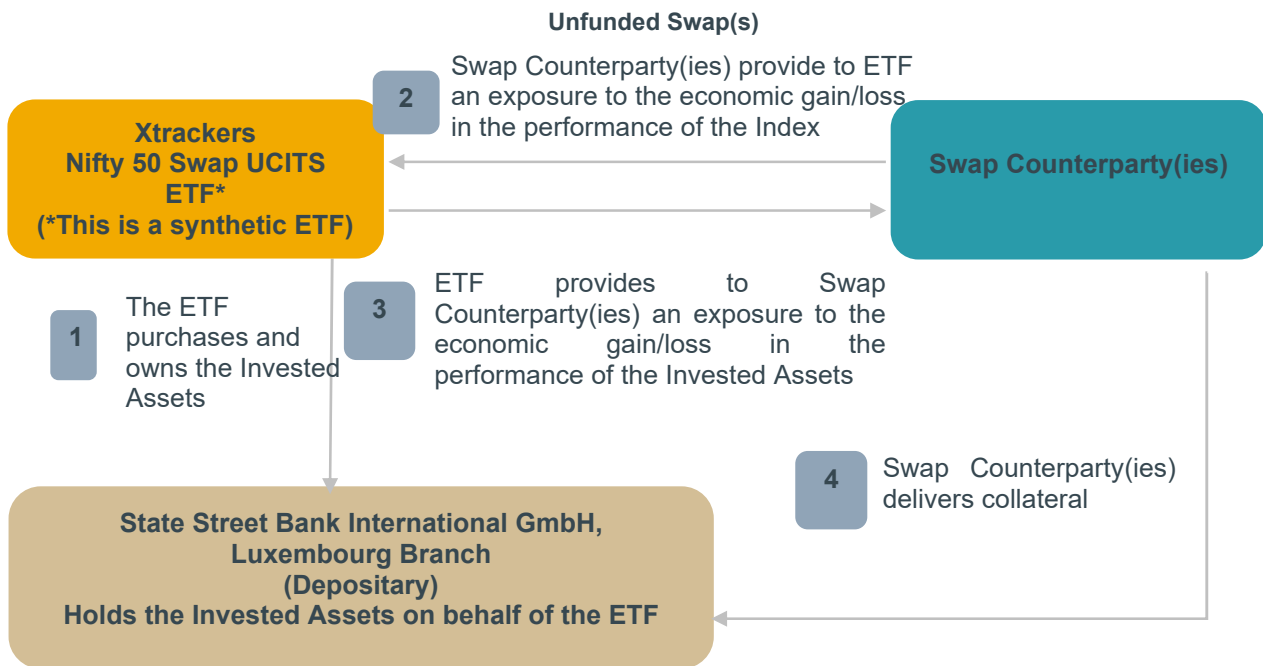 Unfunded Swap(s)
2
Swap Counterparty(ies) provide to ETF
an exposure to the economic gain/loss
in the performance of the Index
Xtrackers
Nifty 50 Swap UCITS
ETF*
(*This is a synthetic ETF)
Swap Counterparty(ies)
1
The ETF
purchases and
owns the Invested
Assets
3
ETF provides to Swap
Counterparty(ies) an exposure to the
economic gain/loss in the
performance of the Invested Assets
4
Swap Counterparty(ies)
delivers collateral
State Street Bank International GmbH,
Luxembourg Branch
(Depositary)
Holds the Invested Assets on behalf of the ETF